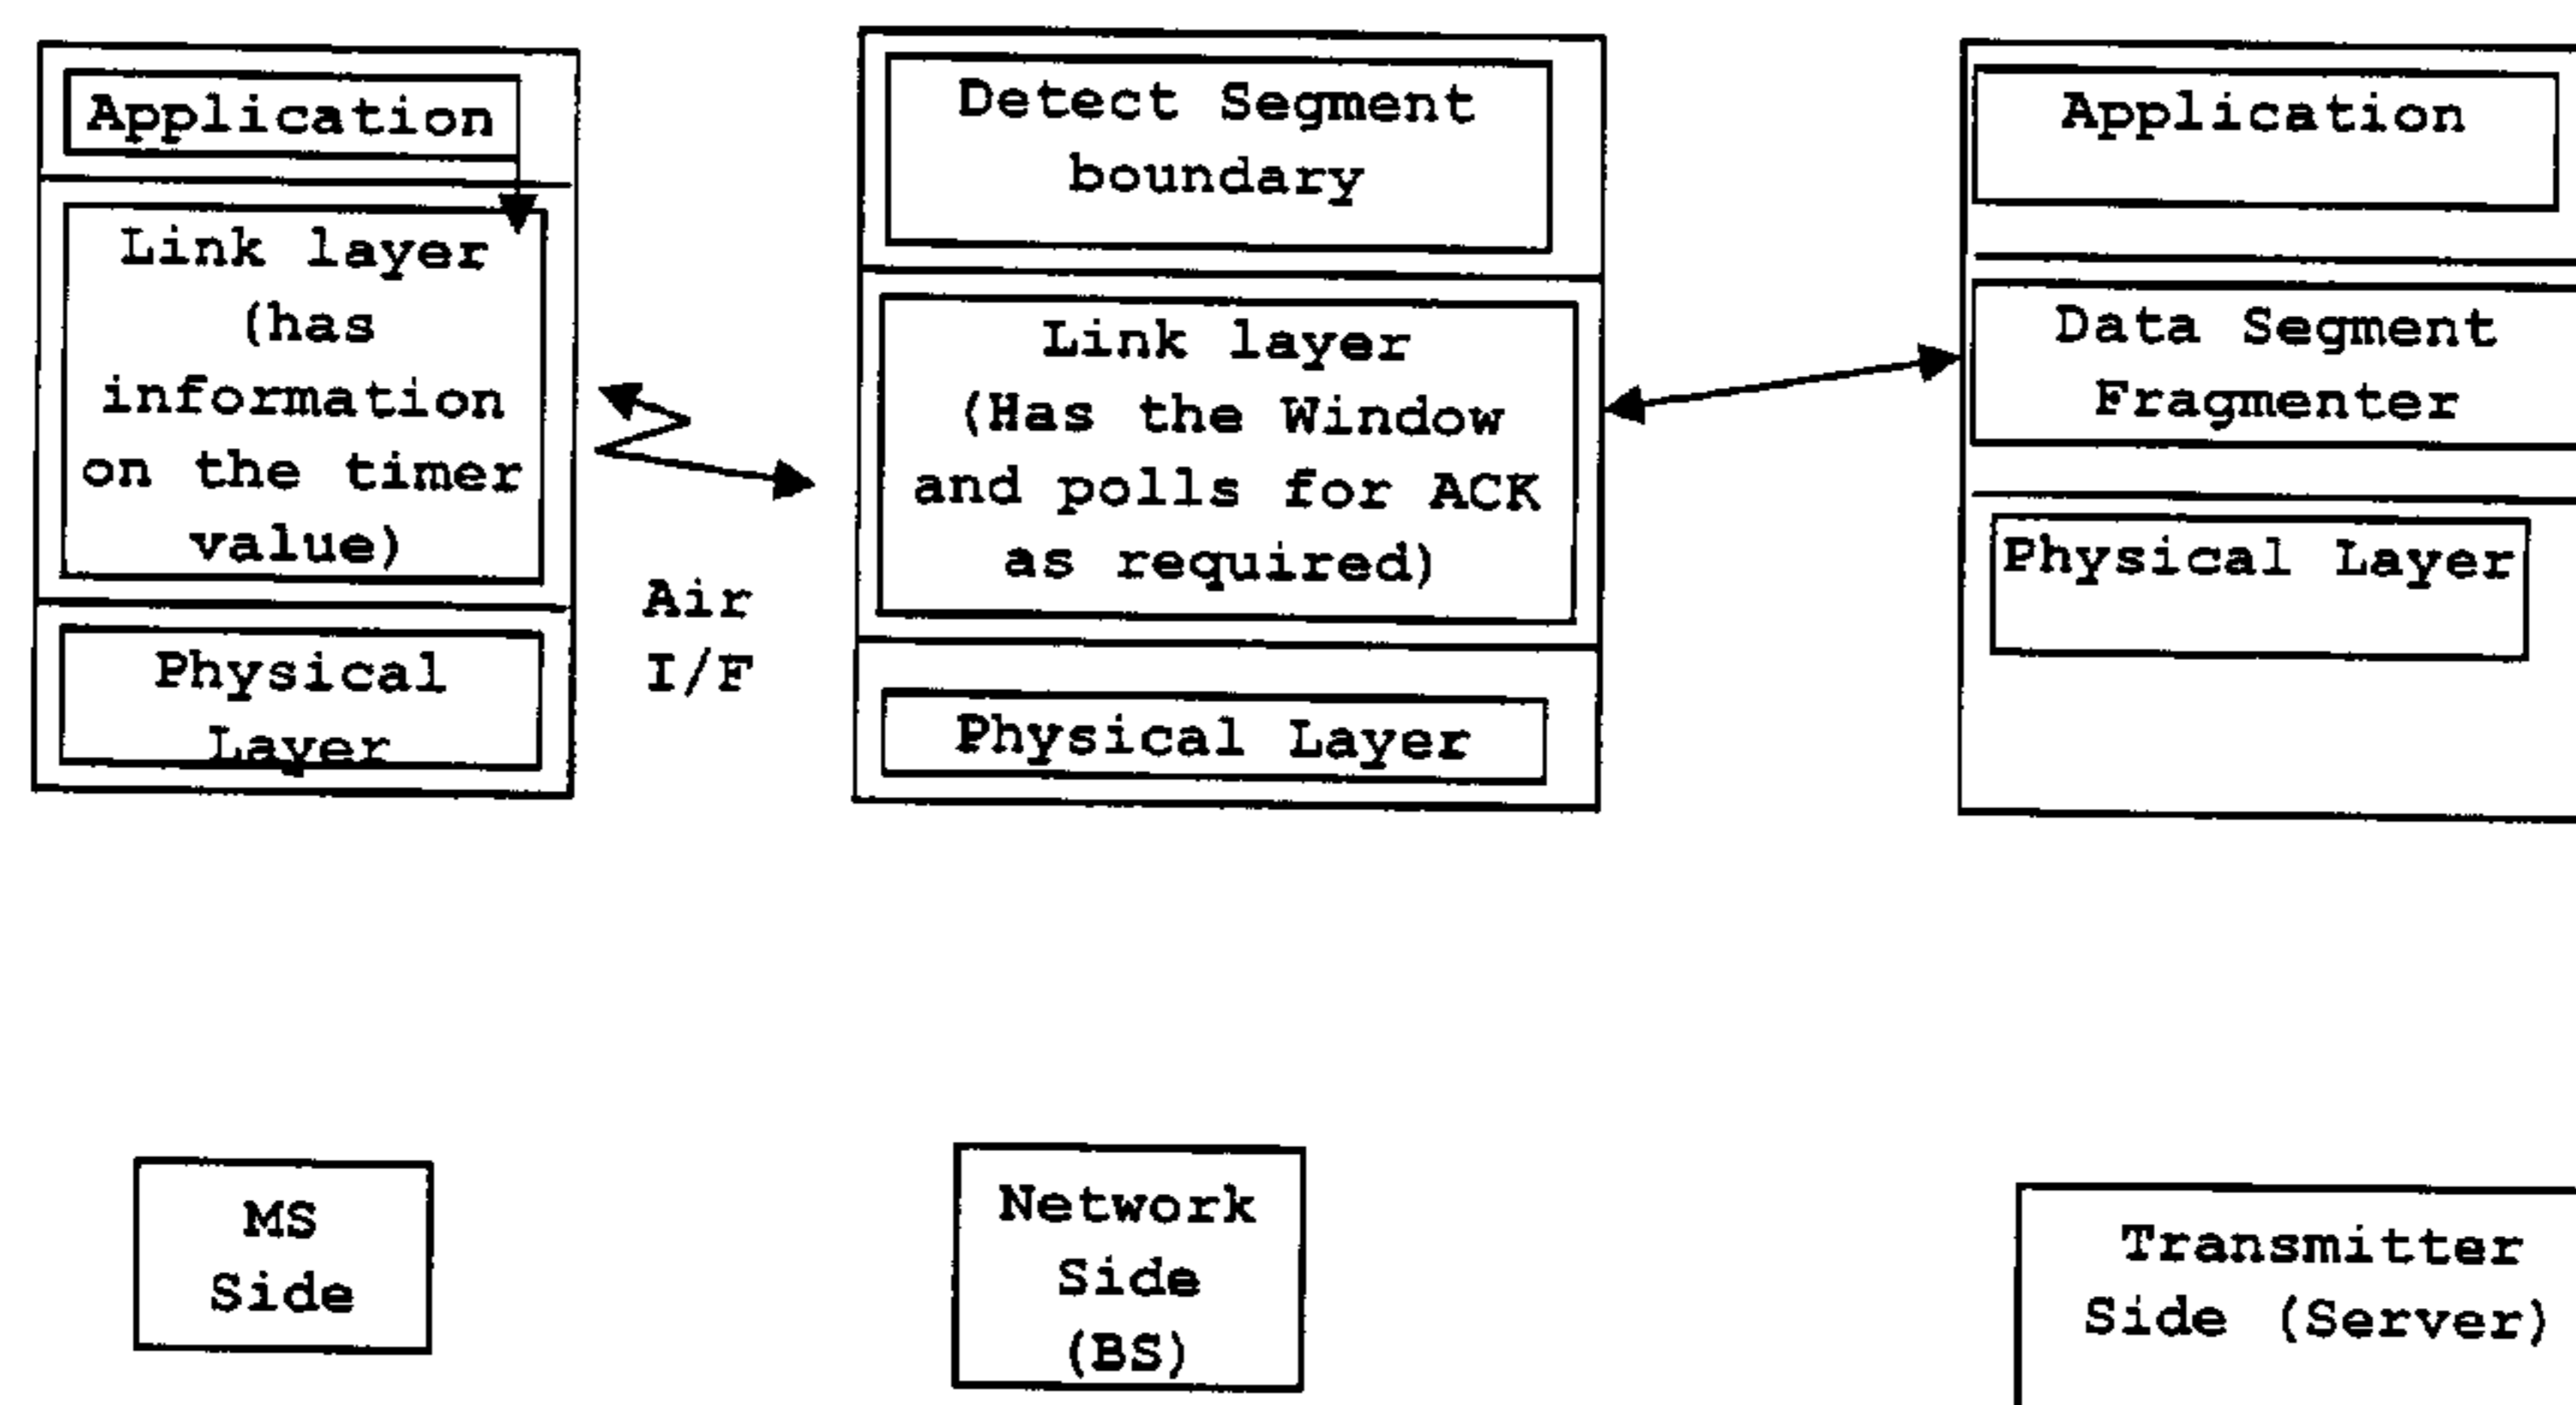 Application
Link layer
(has
information
on the timer
value)
Physical
Layer
Air
I/F
Detect Segment
boundary
Link layer
(Has the Window
and polls for ACK
as required)
Physical Layer
Application
Data Segment
Fragmenter
Physical Layer
MS
Side
Network
Side
(BS)
Transmitter
Side (Server)